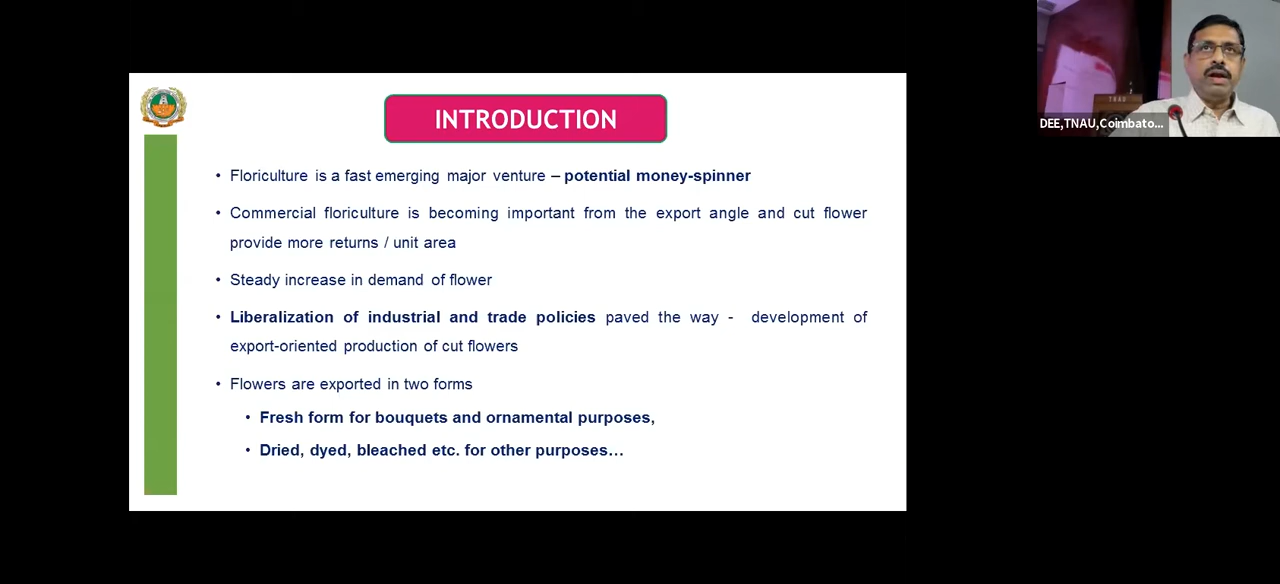 INTRODUCTION
• Floriculture is a fast emerging major venture – potential money-spinner
• Commercial floriculture is becoming important from the export angle and cut flower
provide more returns / unit area
• Steady increase in demand of flower
• Liberalization of industrial and trade policies paved the way - development of
export-oriented production of cut flowers
• Flowers are exported in two forms
• Fresh form for bouquets and ornamental purposes,
• Dried, dyed, bleached etc. for other purposes…
TNAU
DEE,TNAU,Coimbato...